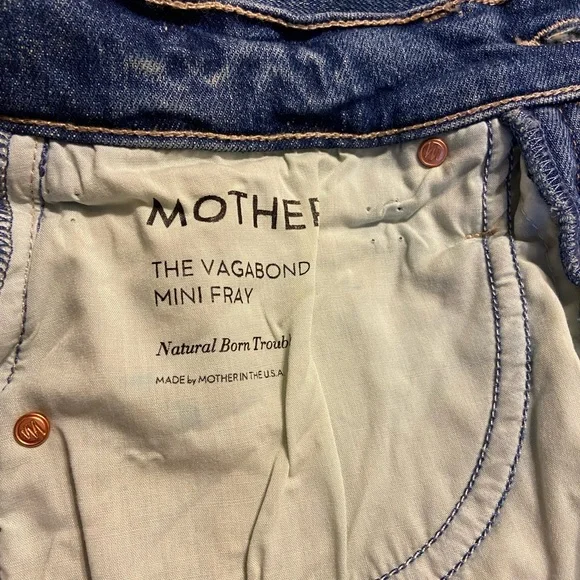 MOTHER
THE VAGABOND
MINI FRAY
Natural Born Troubl
MADE by MOTHER IN THE U.S.A.